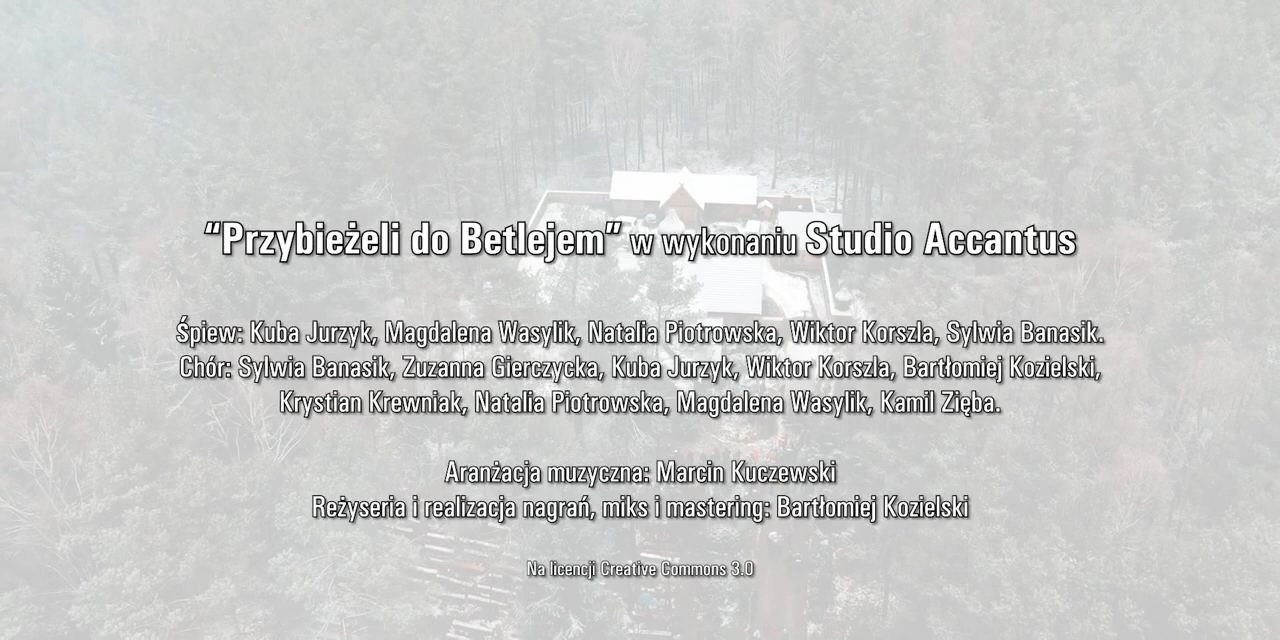 “Przybieżeli do Betlejem” w wykonaniu Studio Accantus
Śpiew: Kuba Jurzyk, Magdalena Wasylik, Natalia Piotrowska, Wiktor Korszla, Sylwia Banasik.
Chór: Sylwia Banasik, Zuzanna Gierczycka, Kuba Jurzyk, Wiktor Korszla, Bartłomiej Kozielski,
Krystian Krewniak, Natalia Piotrowska, Magdalena Wasylik, Kamil Zięba.
Aranżacja muzyczna: Marcin Kuczewski
Reżyseria i realizacja nagrań, miks i mastering: Bartłomiej Kozielski
Na licencji Creative Commons 3.0